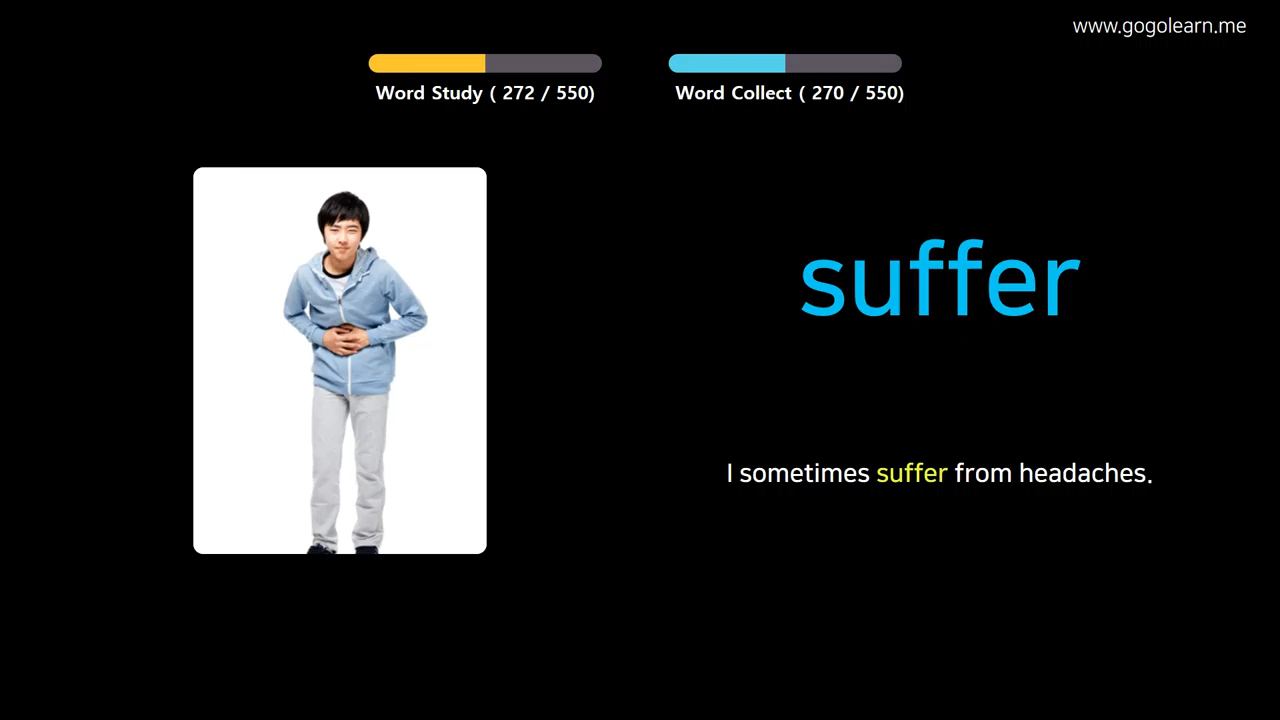 www.gogolearn.me
Word Study ( 272 / 550)
Word Collect ( 270 / 550)
suffer
I sometimes suffer from headaches.